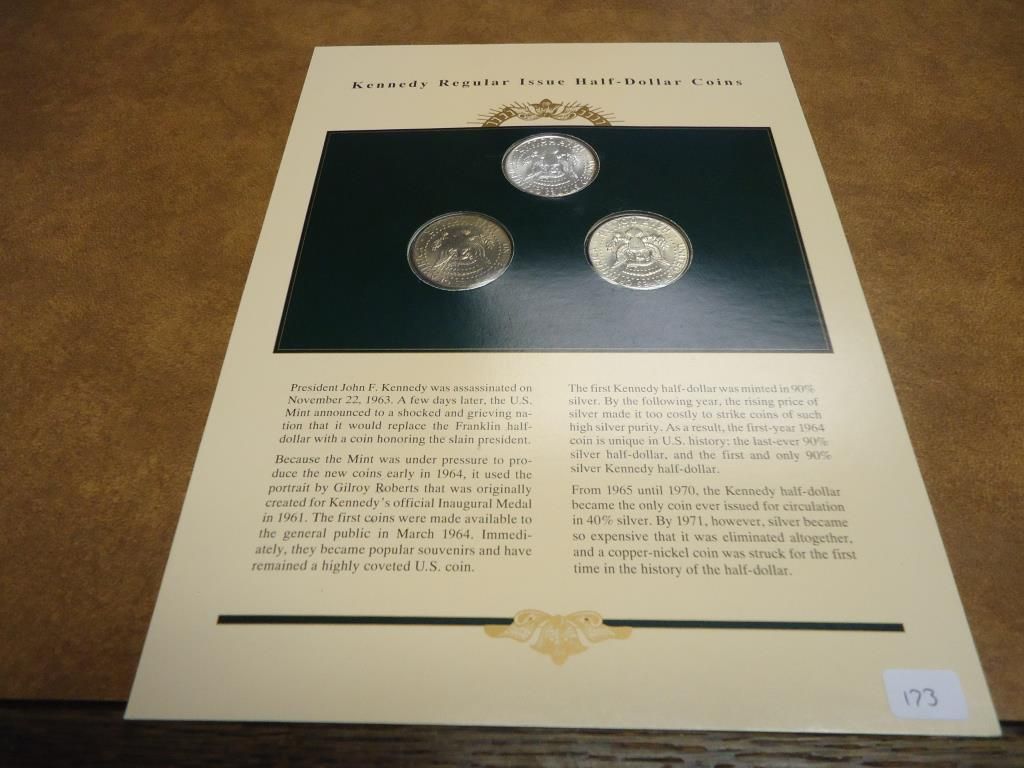 Kennedy Regular Issue Half-Dollar Coins
President John F. Kennedy was assassinated on
November 22, 1963. A few days later, the U.S.
Mint announced to a shocked and grieving na-
tion that it would replace the Franklin half-
dollar with a coin honoring the slain president.
Because the Mint was under pressure to pro-
duce the new coins early in 1964, it used the
portrait by Gilroy Roberts that was originally
created for Kennedy's official Inaugural Medal
in 1961. The first coins were made available to
the general public in March 1964. Immedi-
ately, they became popular souvenirs and have
remained a highly coveted U.S. coin.
The first Kennedy half-dollar was minted in 90%
silver. By the following year, the rising price of
silver made it too costly to strike coins of such
high silver purity. As a result, the first-year 1964
coin is unique in U.S. history: the last-ever 90%
silver half-dollar, and the first and only 90%
silver Kennedy half-dollar.
From 1965 until 1970, the Kennedy half-dollar
became the only coin ever issued for circulation
in 40% silver. By 1971, however, silver became
so expensive that it was eliminated altogether,
and a copper-nickel coin was struck for the first
time in the history of the half-dollar.
173